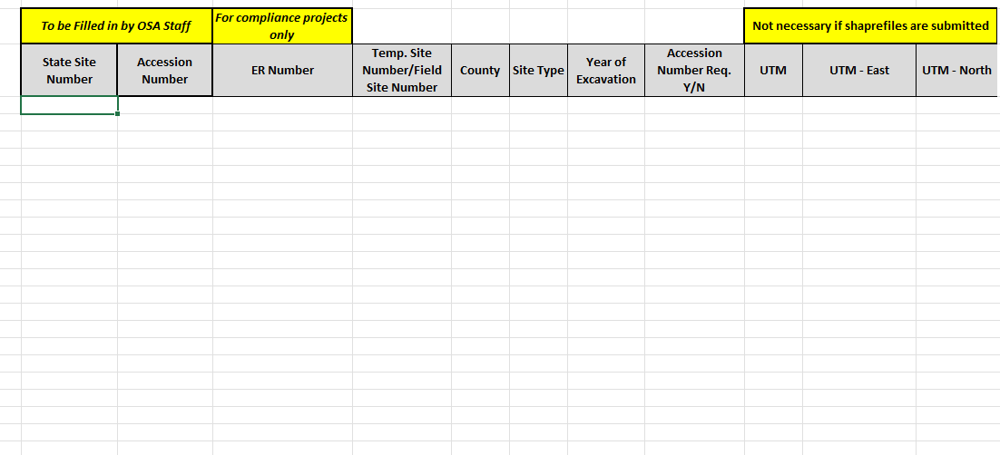 To be Filled in by OSA Staff
For compliance projects
only
Not necessary if shaprefiles are submitted
State Site
Number
Accession
Number
ER Number
Temp. Site
Number/Field
Site Number
County
Site Type
Year of
Excavation
Accession
Number Req.
Y/N
UTM
UTM - East
UTM - North